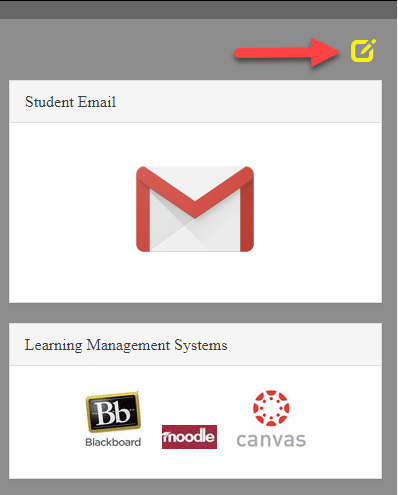 Student Email
Learning Management Systems
Bb
Blackboard
moodle
canvas